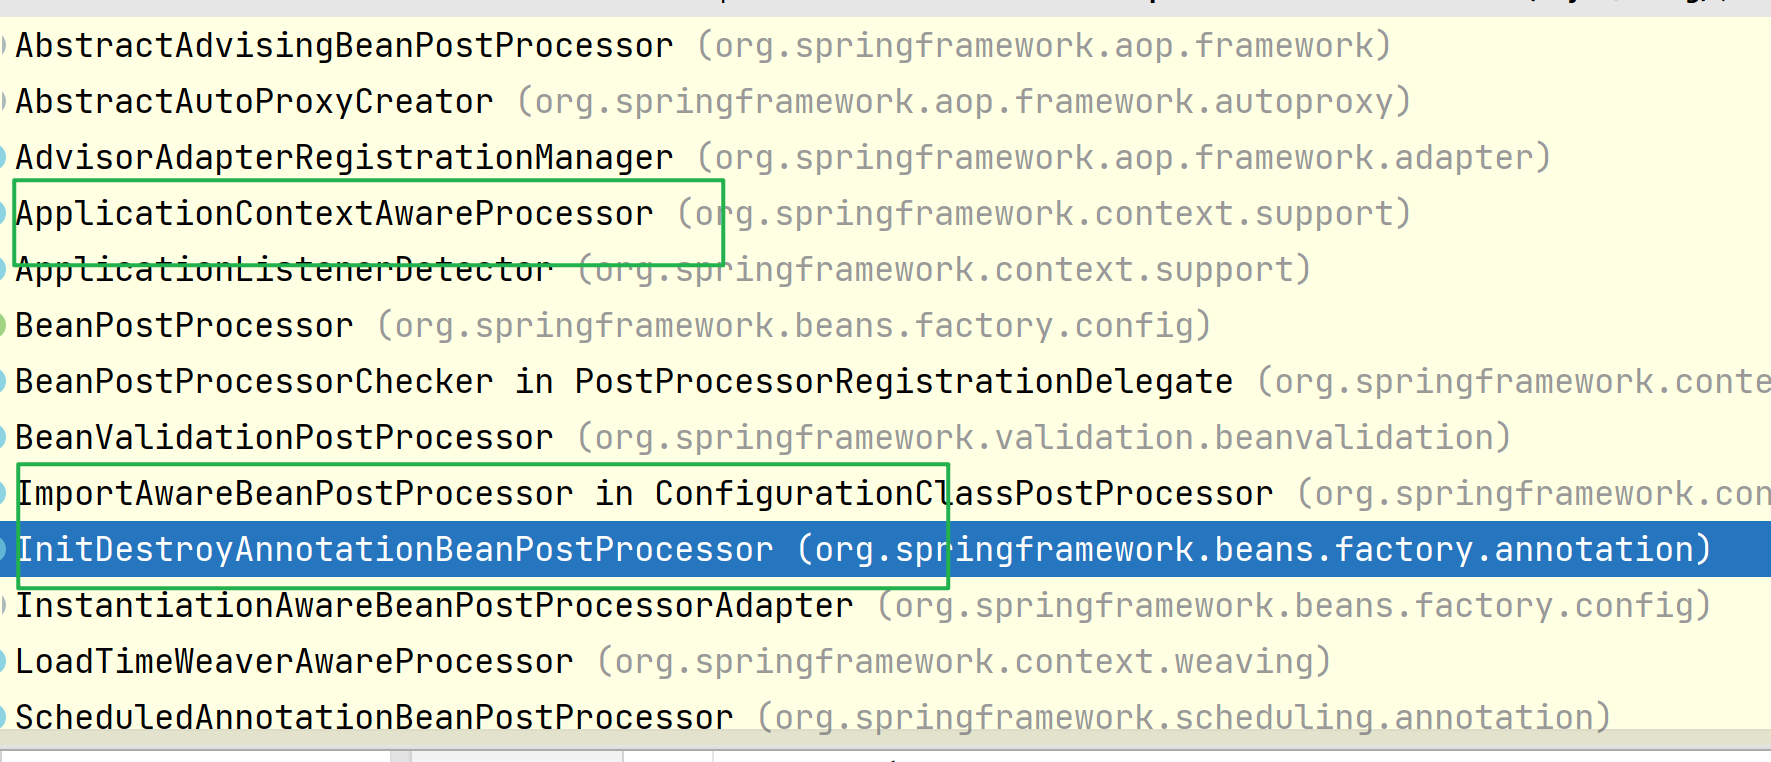 AbstractAdvisingBeanPostProcessor (org.springframework.aop.framework)
AbstractAutoProxyCreator (org.springframework.aop.framework.autoproxy)
AdvisorAdapterRegistrationManager (org.springframework.aop.framework.adapter)
ApplicationContextAwareProcessor (org.springframework.context.support)
ApplicationListenerDetector (org.springframework.context.support)
BeanPostProcessor (org.springframework.beans.factory.config)
BeanPostProcessorChecker in PostProcessorRegistrationDelegate (org.springframework.conte
BeanValidationPostProcessor (org.springframework.validation.beanvalidation)
ImportAwareBeanPostProcessor in ConfigurationClassPostProcessor (org.springframework.con
InitDestroyAnnotationBeanPostProcessor (org.springframework.beans.factory.annotation)
InstantiationAwareBeanPostProcessorAdapter (org.springframework.beans.factory.config)
LoadTimeWeaverAwareProcessor (org.springframework.context.weaving)
ScheduledAnnotationBeanPostProcessor (org.springframework.scheduling.annotation)